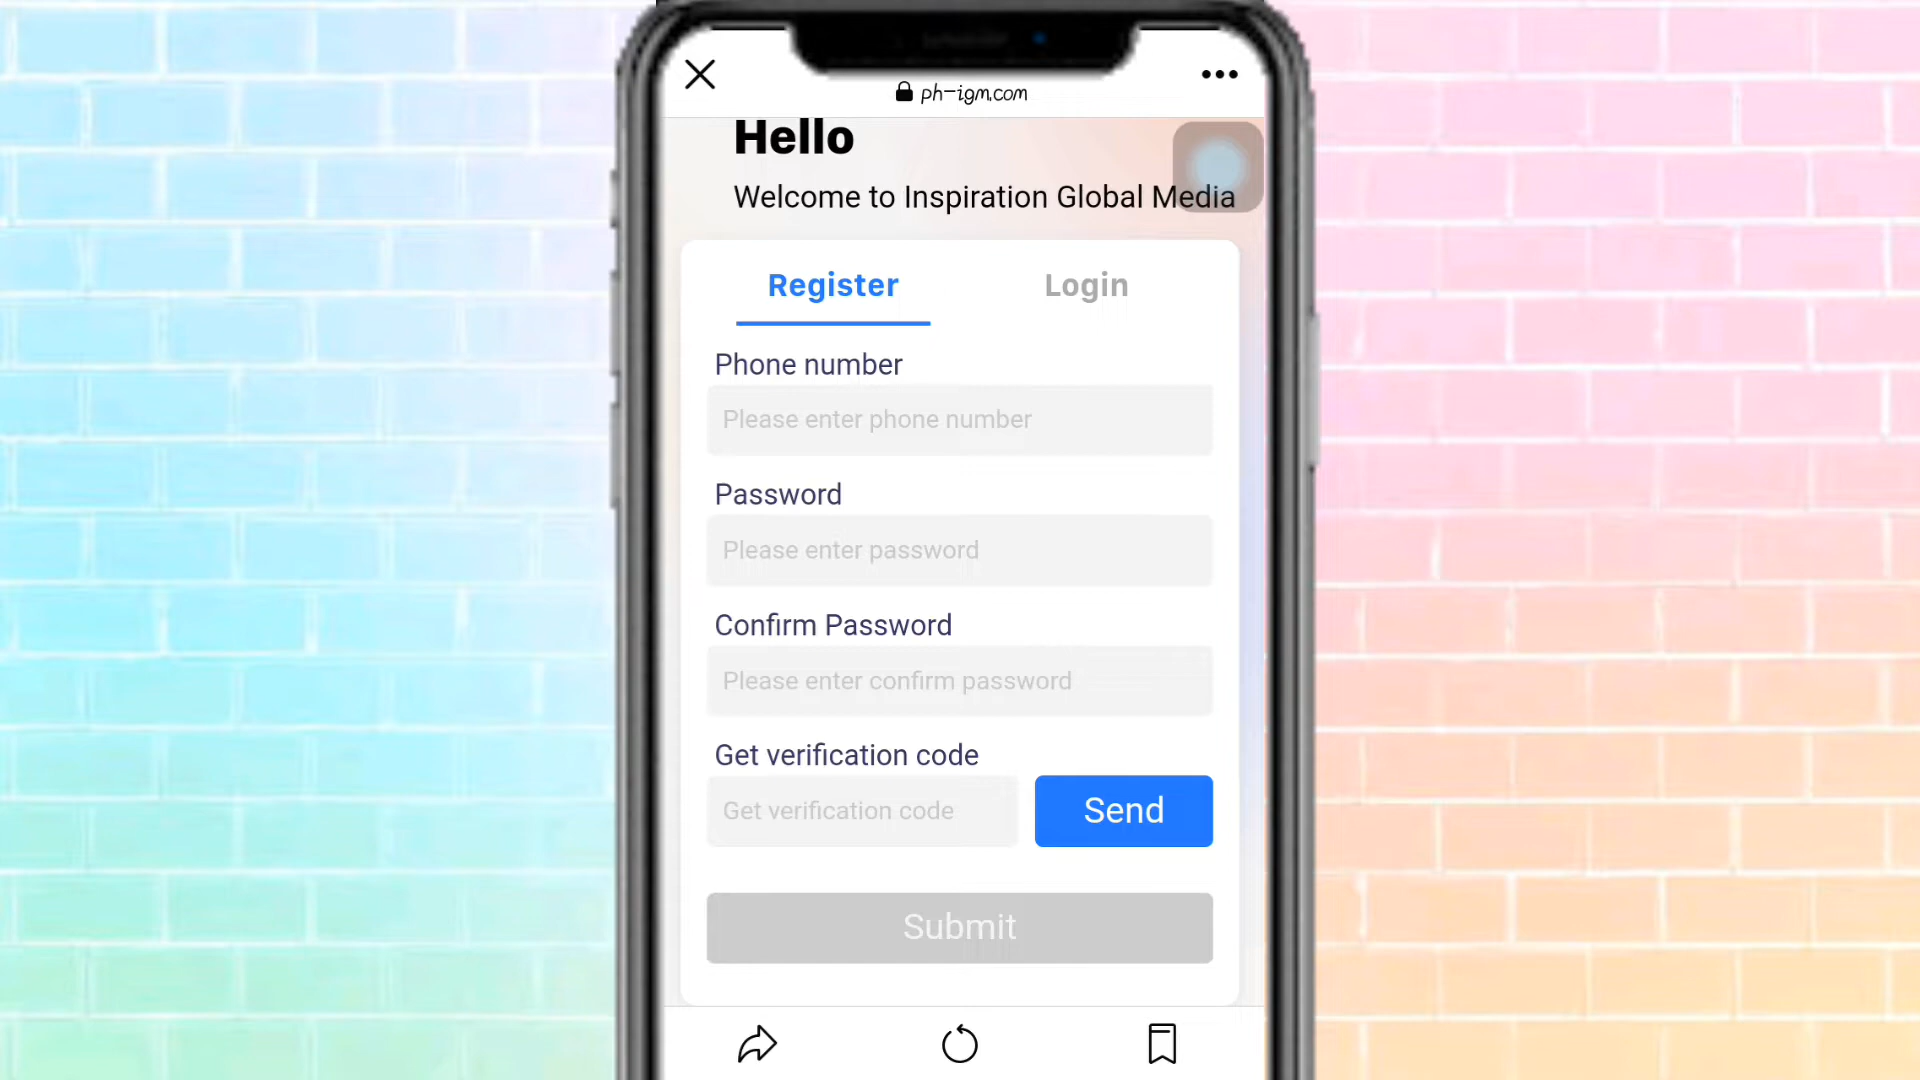 ph-igm.com
Hello
Welcome to Inspiration Global Media
Register
Login
Phone number
Please enter phone number
Password
Please enter password
Confirm Password
Please enter confirm password
Get verification code
Get verification code
Send
Submit